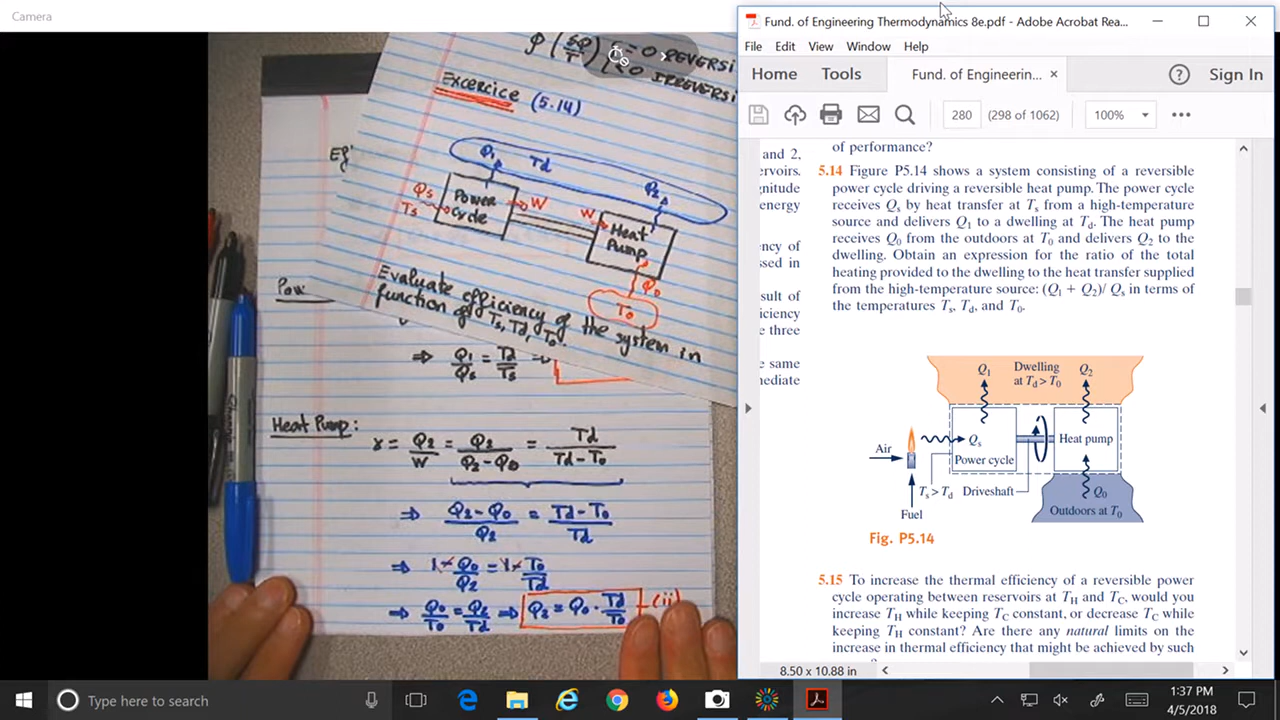 Camera
Fund. of Engineering Thermodynamics 8e.pdf - Adobe Acrobat Rea...
File Edit View Window Help
Home Tools Fund. of Engineerin... × Sign In
280 (298 of 1062) 100%
∮ (δQ/T) = 0 REVERSI
< 0 IRREVERSI
Excercice (5.14)
Q1 Td Q2
Qs
Ts
Power
Cycle
W
W
Heat
Pump
Q0
T0
Evaluate efficiency of the system in
function of Ts, Td, T0.
⇒ Q1/Qs = Td/Ts
Heat Pump:
γ = Q2/W = Q2/(Q2-Q0) = Td/(Td-T0)
⇒ (Q2-Q0)/Q2 = (Td-T0)/Td
⇒ 1-Q0/Q2 = 1-T0/Td
⇒ Q0/T0 = Q2/Td ⇒ Q2 = Q0 · Td/T0 (ii)
of performance?
and 2,
ervoirs.
gnitude
energy
ency of
ssed in
sult of
ficiency
e three
e same
mediate
5.14 Figure P5.14 shows a system consisting of a reversible
power cycle driving a reversible heat pump. The power cycle
receives Qs by heat transfer at Ts from a high-temperature
source and delivers Q1 to a dwelling at Td. The heat pump
receives Q0 from the outdoors at T0 and delivers Q2 to the
dwelling. Obtain an expression for the ratio of the total
heating provided to the dwelling to the heat transfer supplied
from the high-temperature source: (Q1 + Q2)/ Qs in terms of
the temperatures Ts, Td, and T0.
Q1 Dwelling Q2
at Td > T0
Air
Qs
Power cycle
Heat pump
Ts > Td Driveshaft
Q0
Fuel
Outdoors at T0
Fig. P5.14
5.15 To increase the thermal efficiency of a reversible power
cycle operating between reservoirs at TH and TC, would you
increase TH while keeping TC constant, or decrease TC while
keeping TH constant? Are there any natural limits on the
increase in thermal efficiency that might be achieved by such
8.50 x 10.88 in
Type here to search
1:37 PM
4/5/2018